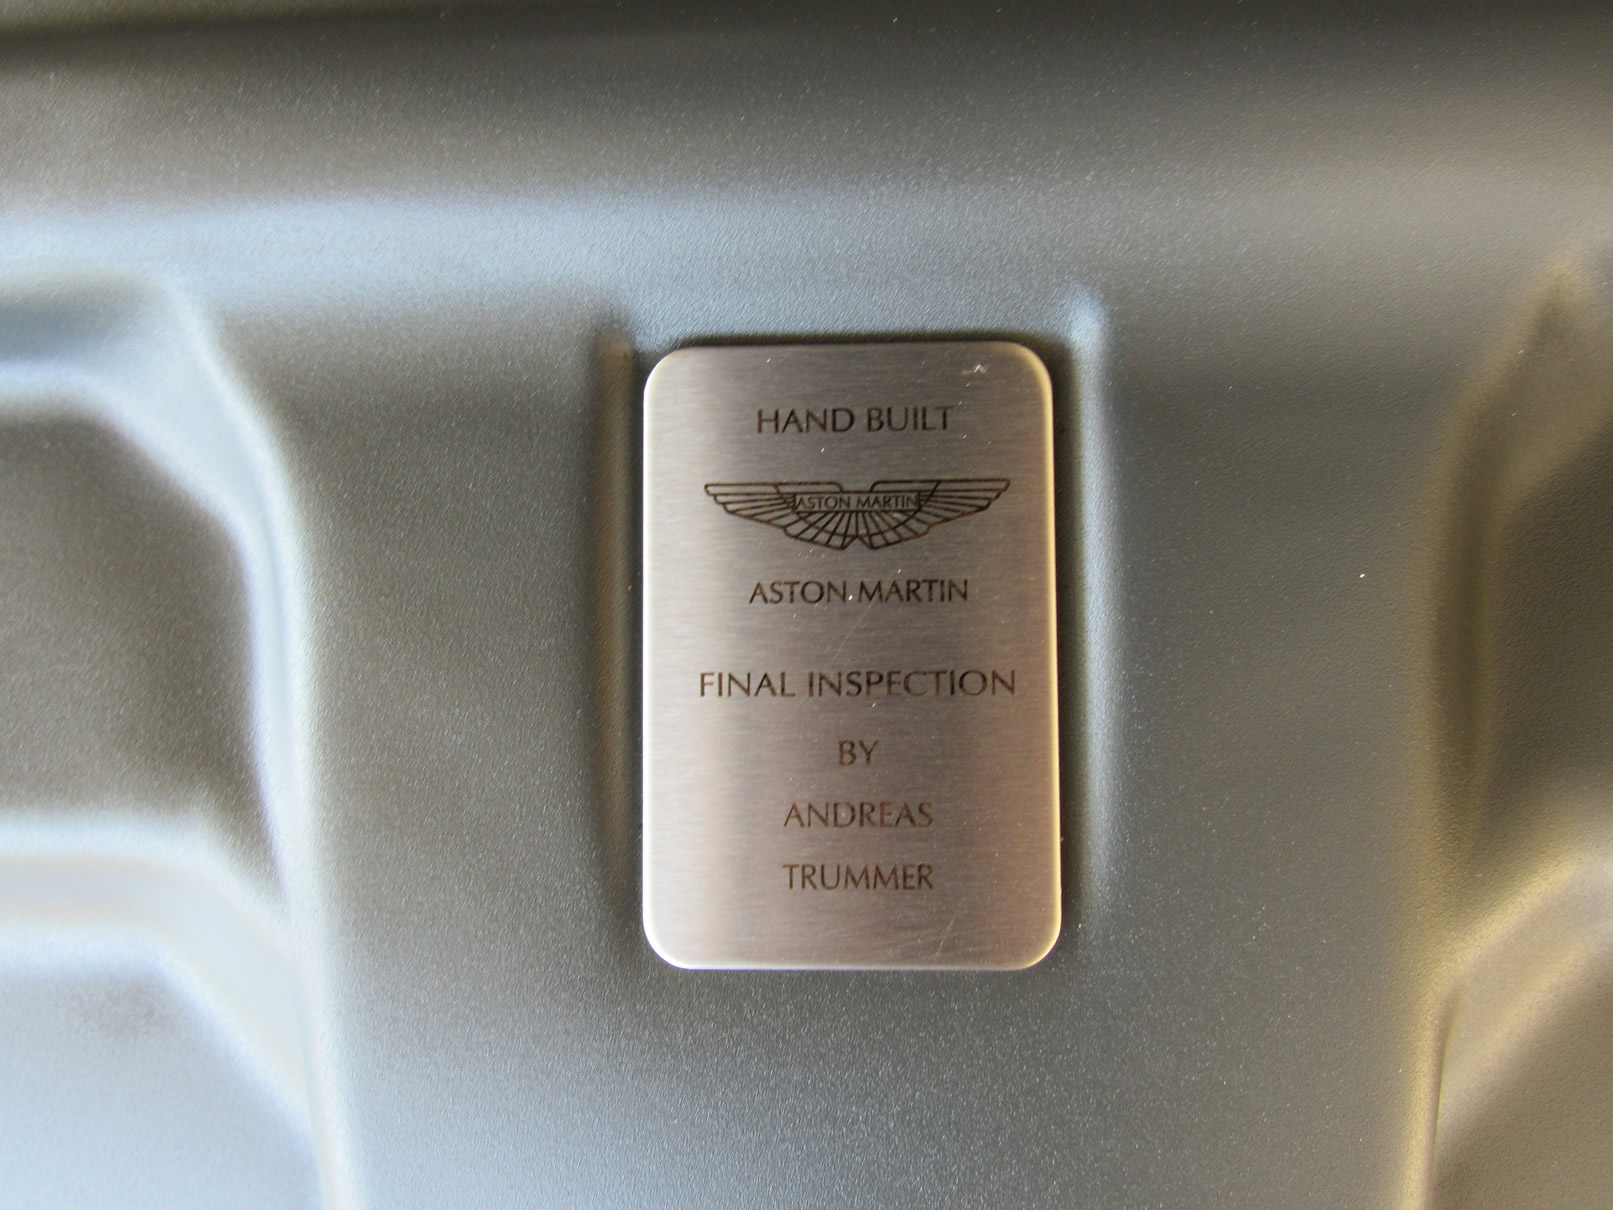 HAND BUILT
ASTON MARTIN
ASTON MARTIN
FINAL INSPECTION
BY
ANDREAS
TRUMMER